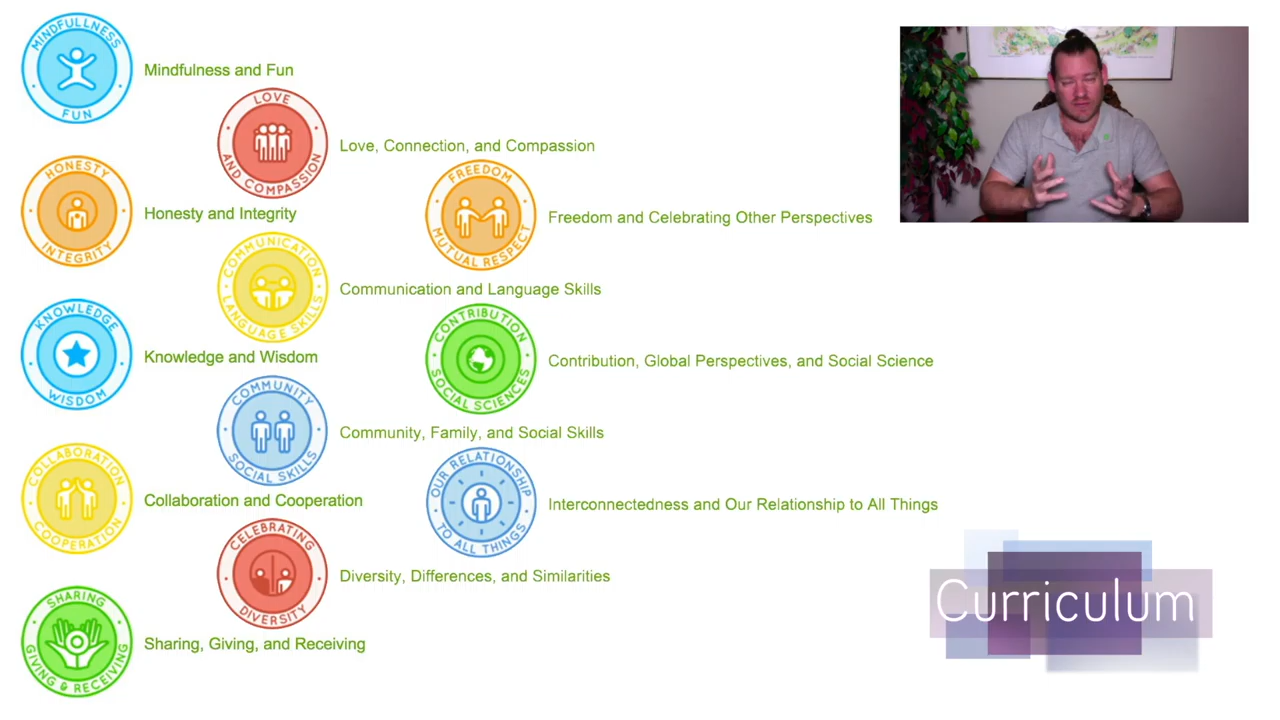 MINDFULLNESS
FUN
Mindfulness and Fun
LOVE
AND COMPASSION
Love, Connection, and Compassion
HONESTY
INTEGRITY
Honesty and Integrity
FREEDOM
MUTUAL RESPECT
Freedom and Celebrating Other Perspectives
COMMUNICATION
LANGUAGE SKILLS
Communication and Language Skills
KNOWLEDGE
WISDOM
Knowledge and Wisdom
CONTRIBUTION
SOCIAL SCIENCES
Contribution, Global Perspectives, and Social Science
COMMUNITY
SOCIAL SKILLS
Community, Family, and Social Skills
COLLABORATION
COOPERATION
Collaboration and Cooperation
OUR RELATIONSHIP
TO ALL THINGS
Interconnectedness and Our Relationship to All Things
CELEBRATING
DIVERSITY
Diversity, Differences, and Similarities
SHARING
GIVING & RECEIVING
Sharing, Giving, and Receiving
Curriculum